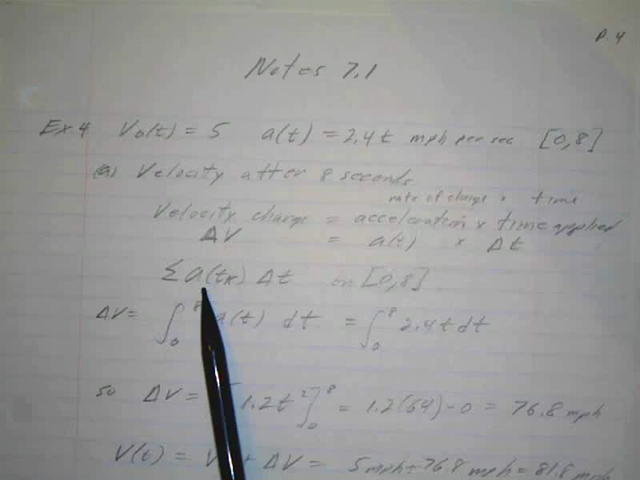 P. 4
Notes 7.1
Ex 4 V₀(t) = 5 a(t) = 2.4t mph per sec [0,8]
(a) Velocity after 8 seconds
rate of change × time
Velocity change = acceleration × time applied
ΔV = a(t) × Δt
Σ a(tₖ) Δt on [0,8]
ΔV = ∫₀⁸ a(t) dt = ∫₀⁸ 2.4t dt
so ΔV = 1.2t²]₀⁸ = 1.2(64) - 0 = 76.8 mph
V(t) = V + ΔV = 5mph + 76.8 mph = 81.8 mph